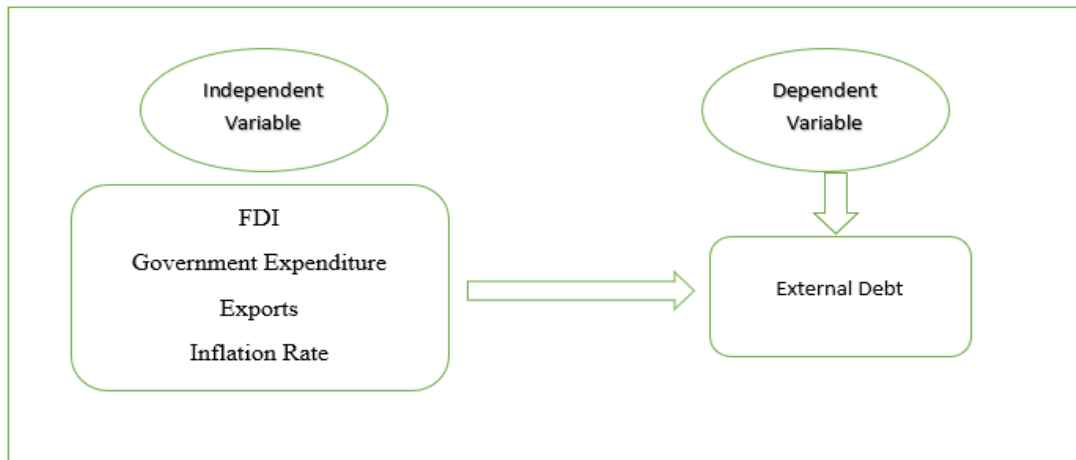 Independent
Variable
Dependent
Variable
FDI
Government Expenditure
Exports
Inflation Rate
External Debt